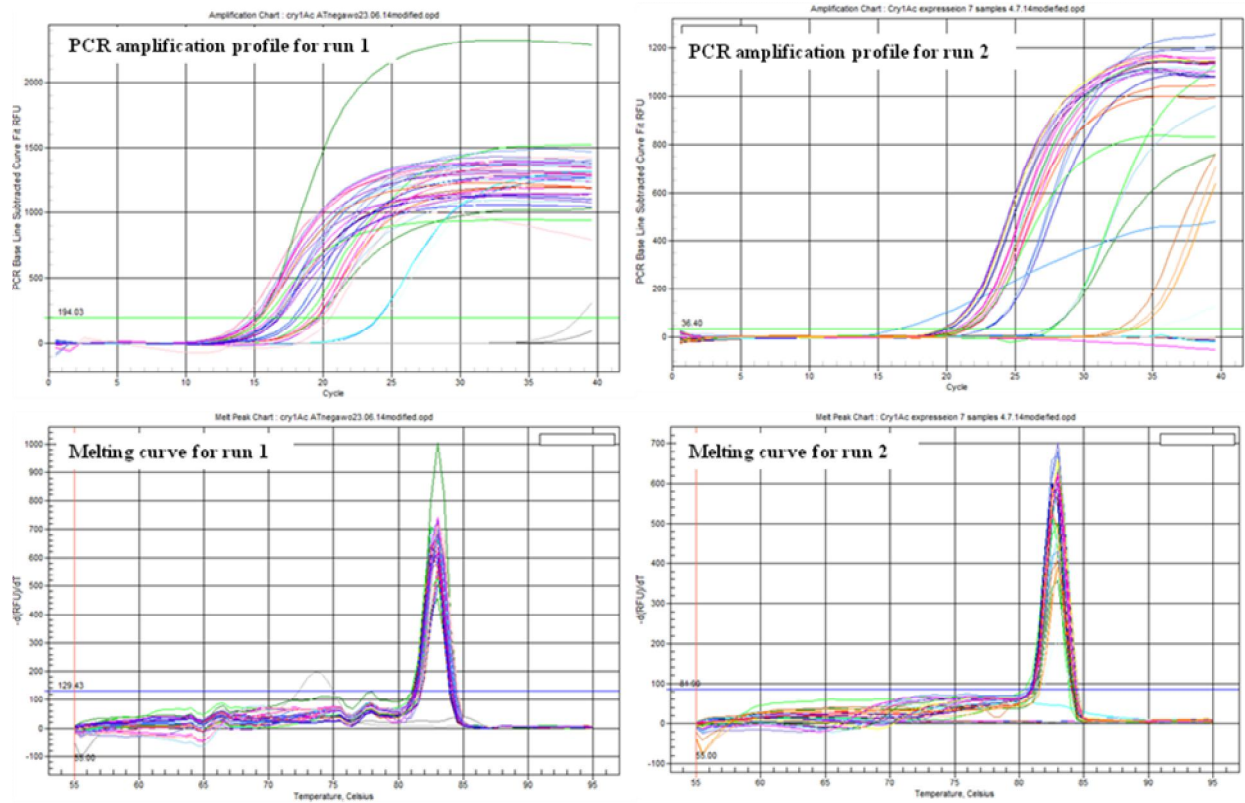 Amplification Chart : cry1Ac ATnegawo23.06.14modified.opd
PCR amplification profile for run 1
PCR Base Line Subtracted Curve Fit RFU
2000
1500
1000
500
0
194.03
0 5 10 15 20 25 30 35 40
Cycle
Amplification Chart : Cry1Ac expresseion 7 samples 4.7.14modefied.opd
PCR amplification profile for run 2
PCR Base Line Subtracted Curve Fit RFU
1200
1000
800
600
400
200
0
36.40
0 5 10 15 20 25 30 35 40
Cycle
Melt Peak Chart : cry1Ac ATnegawo23.06.14modified.opd
Melting curve for run 1
-d(RFU)/dT
1000
900
800
700
600
500
400
300
200
100
0
-100
129.43
55.00
55 60 65 70 75 80 85 90 95
Temperature, Celsius
Melt Peak Chart : Cry1Ac expresseion 7 samples 4.7.14modefied.opd
Melting curve for run 2
-d(RFU)/dT
700
600
500
400
300
200
100
0
-100
55.00
55 60 65 70 75 80 85 90 95
Temperature, Celsius